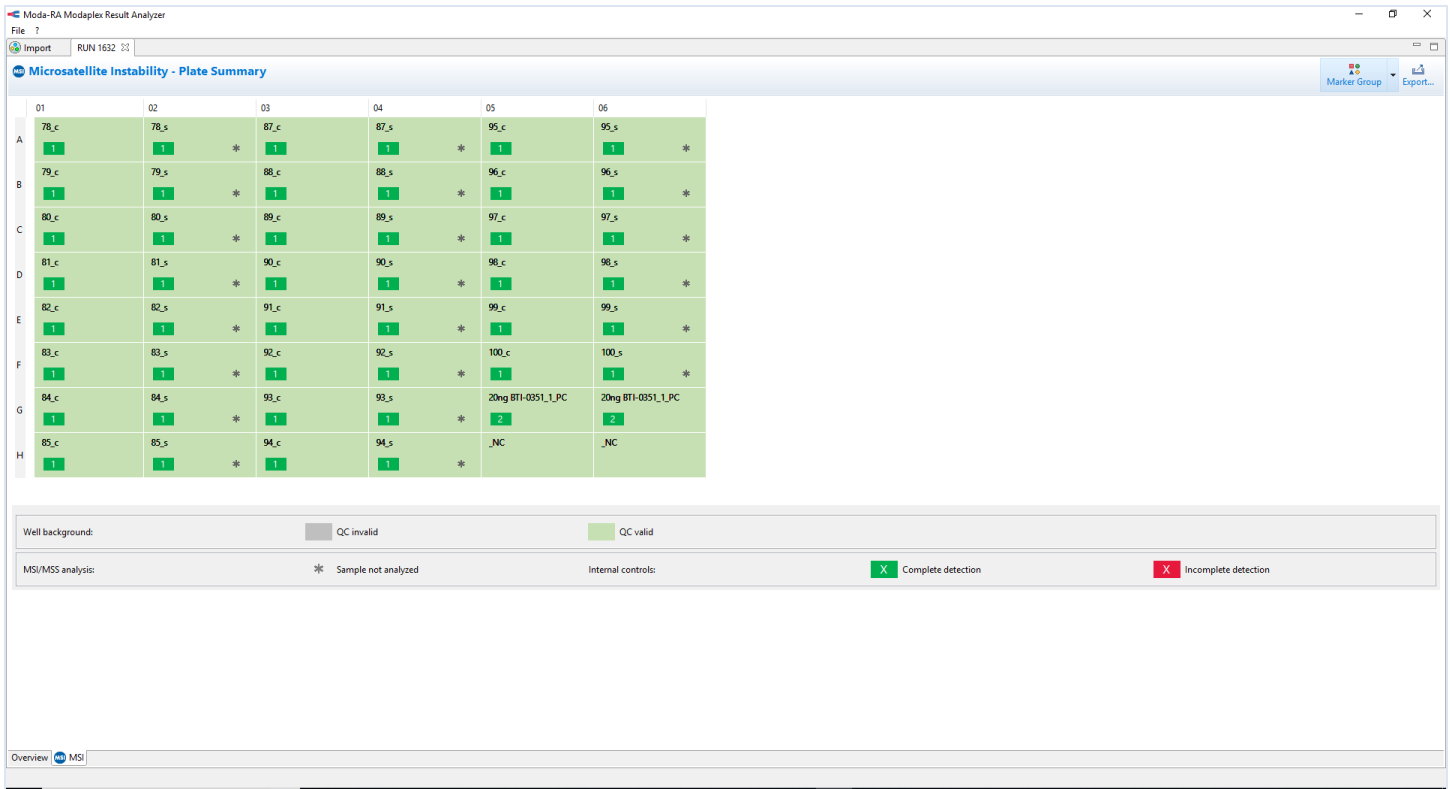 Moda-RA Modaplex Result Analyzer
File ?
Import RUN 1632
MSI Microsatellite Instability - Plate Summary
Marker Group Export...
01 02 03 04 05 06
78_c 78_s 87_c 87_s 95_c 95_s
A
1 1 * 1 1 * 1 1 *
79_c 79_s 88_c 88_s 96_c 96_s
B
1 1 * 1 1 * 1 1 *
80_c 80_s 89_c 89_s 97_c 97_s
C
1 1 * 1 1 * 1 1 *
81_c 81_s 90_c 90_s 98_c 98_s
D
1 1 * 1 1 * 1 1 *
82_c 82_s 91_c 91_s 99_c 99_s
E
1 1 * 1 1 * 1 1 *
83_c 83_s 92_c 92_s 100_c 100_s
F
1 1 * 1 1 * 1 1 *
84_c 84_s 93_c 93_s 20ng BTI-0351_1_PC 20ng BTI-0351_1_PC
G
1 1 * 1 1 * 2 2
85_c 85_s 94_c 94_s _NC _NC
H
1 1 * 1 1 *
Well background: QC invalid QC valid
MSI/MSS analysis: * Sample not analyzed Internal controls: X Complete detection X Incomplete detection
Overview MSI MSI